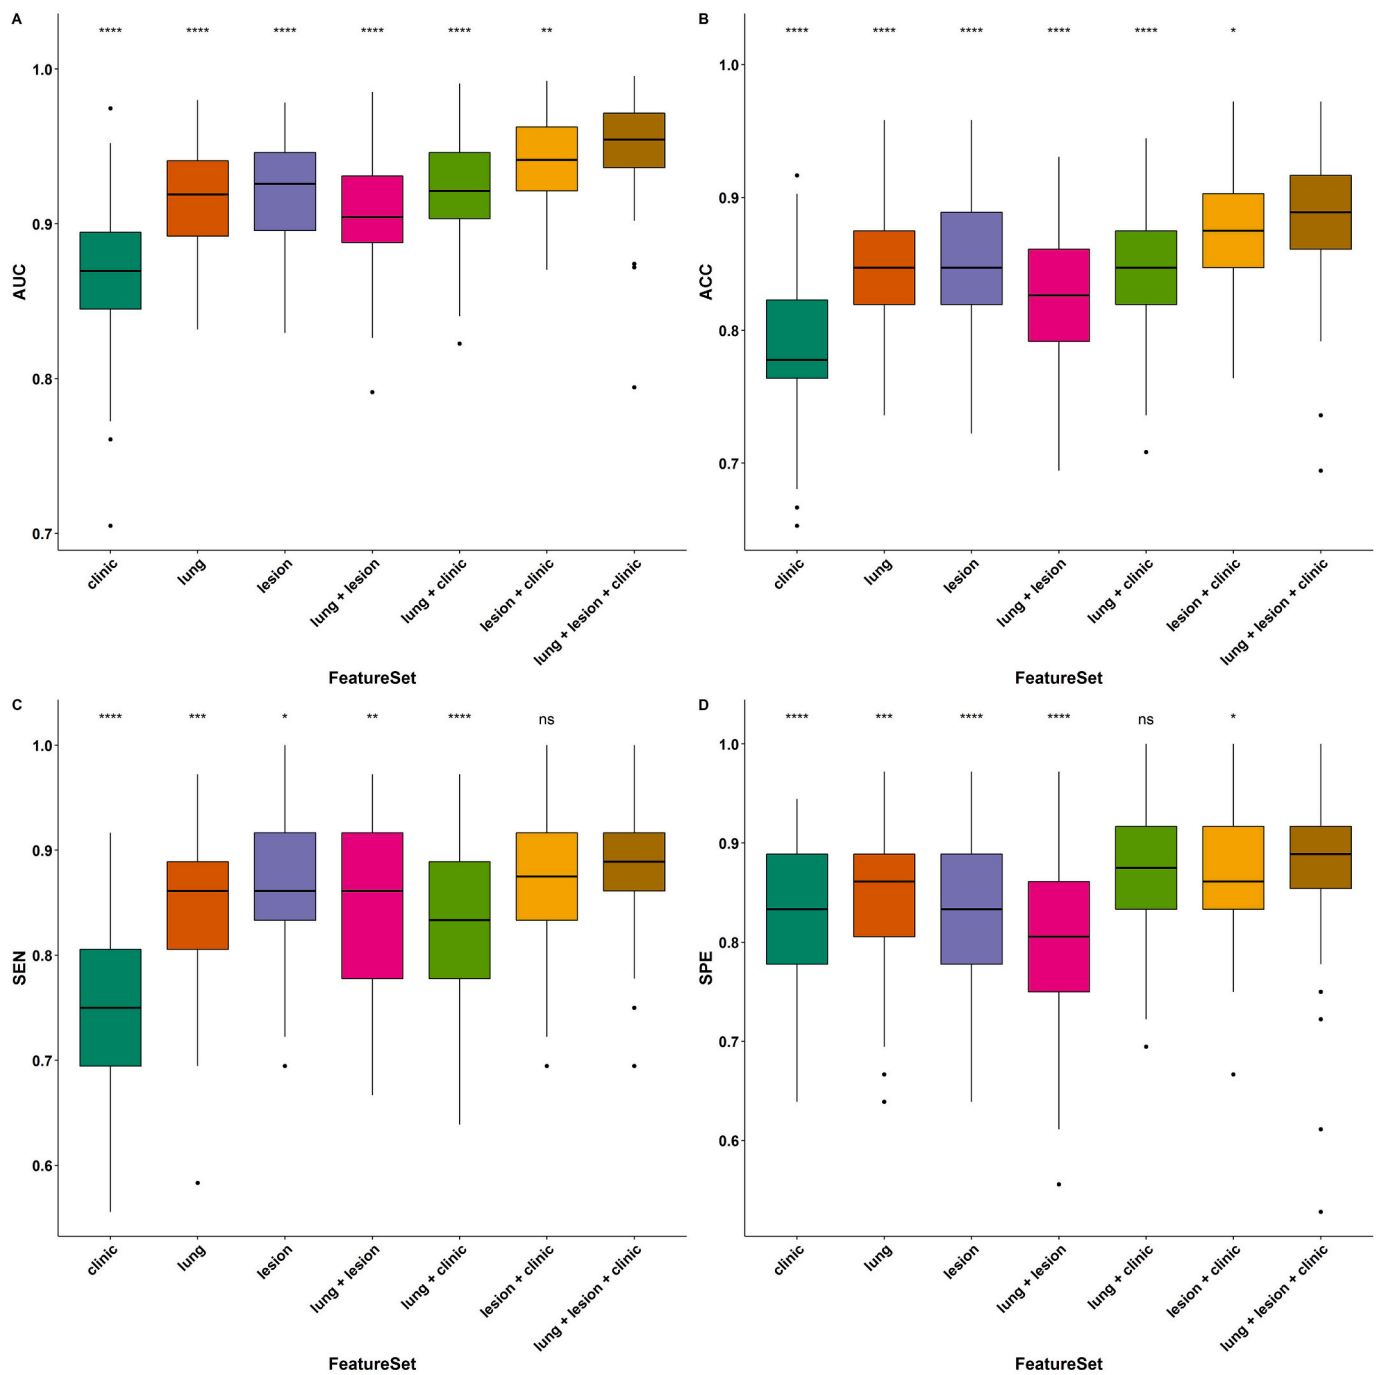 A
**** **** **** **** **** **
1.0
0.9
0.8
0.7
AUC
clinic
lung
lesion
lung + lesion
lung + clinic
lesion + clinic
lung + lesion + clinic
FeatureSet
B
**** **** **** **** **** *
1.0
0.9
0.8
0.7
ACC
clinic
lung
lesion
lung + lesion
lung + clinic
lesion + clinic
lung + lesion + clinic
FeatureSet
C
**** *** * ** **** ns
1.0
0.9
0.8
0.7
0.6
SEN
clinic
lung
lesion
lung + lesion
lung + clinic
lesion + clinic
lung + lesion + clinic
FeatureSet
D
**** *** **** **** ns *
1.0
0.9
0.8
0.7
0.6
SPE
clinic
lung
lesion
lung + lesion
lung + clinic
lesion + clinic
lung + lesion + clinic
FeatureSet